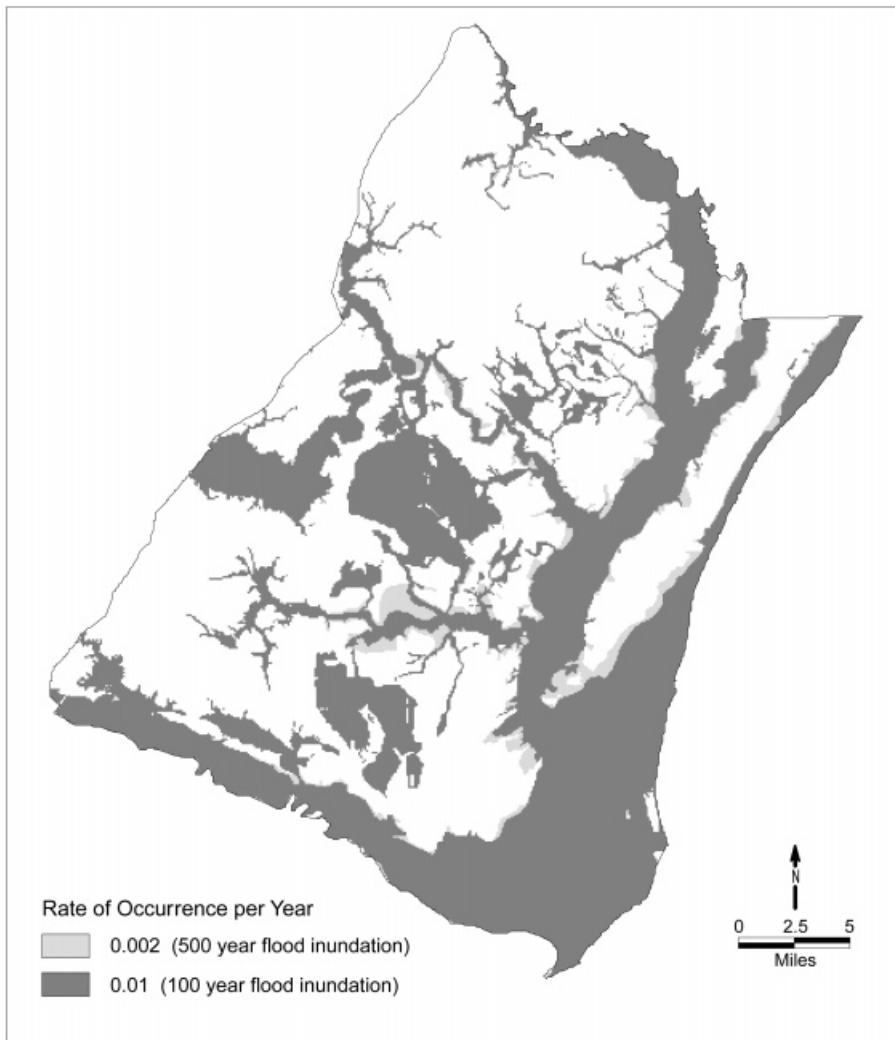 Rate of Occurrence per Year
0.002 (500 year flood inundation)
0.01 (100 year flood inundation)
N
0 2.5 5
Miles